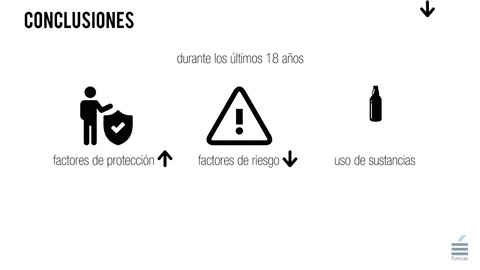 CONCLUSIONES
durante los últimos 18 años
factores de protección
factores de riesgo
uso de sustancias
funcas